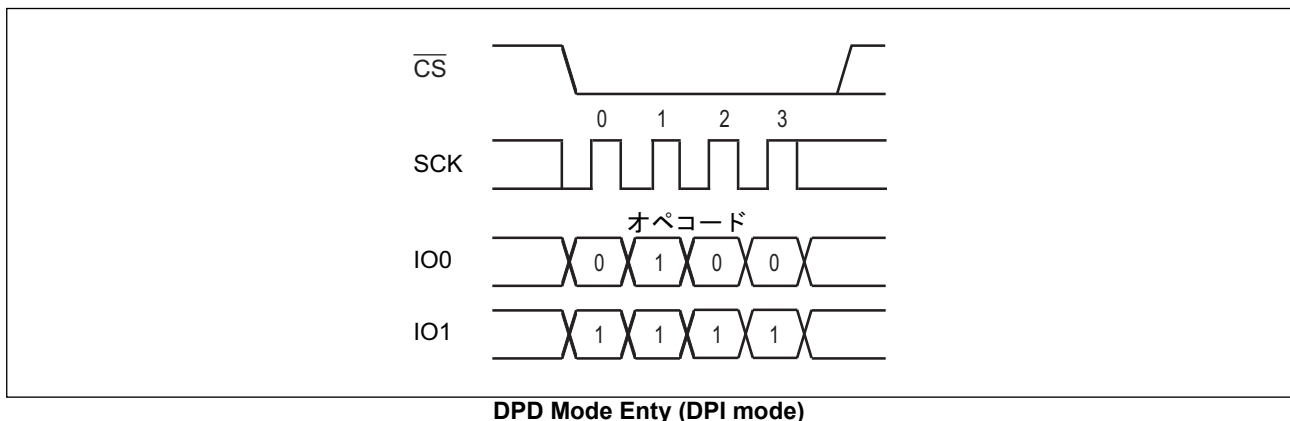 CS
0 1 2 3
SCK
オペコード
IO0 0 1 0 0
IO1 1 1 1 1
DPD Mode Enty (DPI mode)